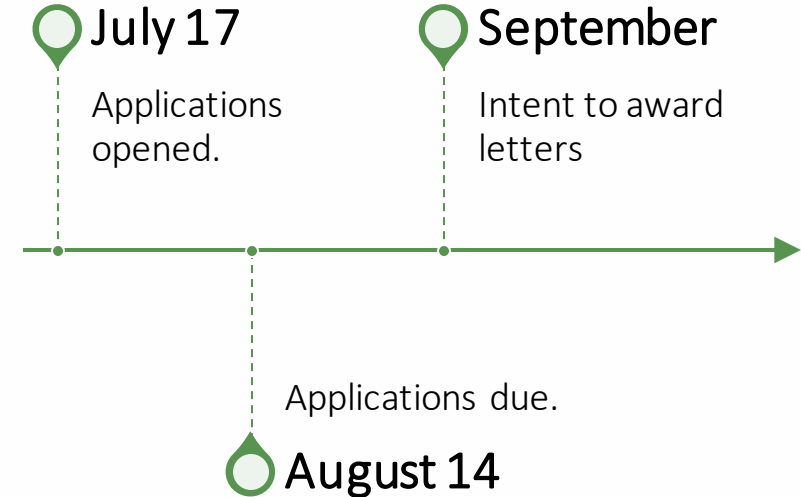 July 17
Applications
opened.
September
Intent to award
letters
Applications due.
August 14